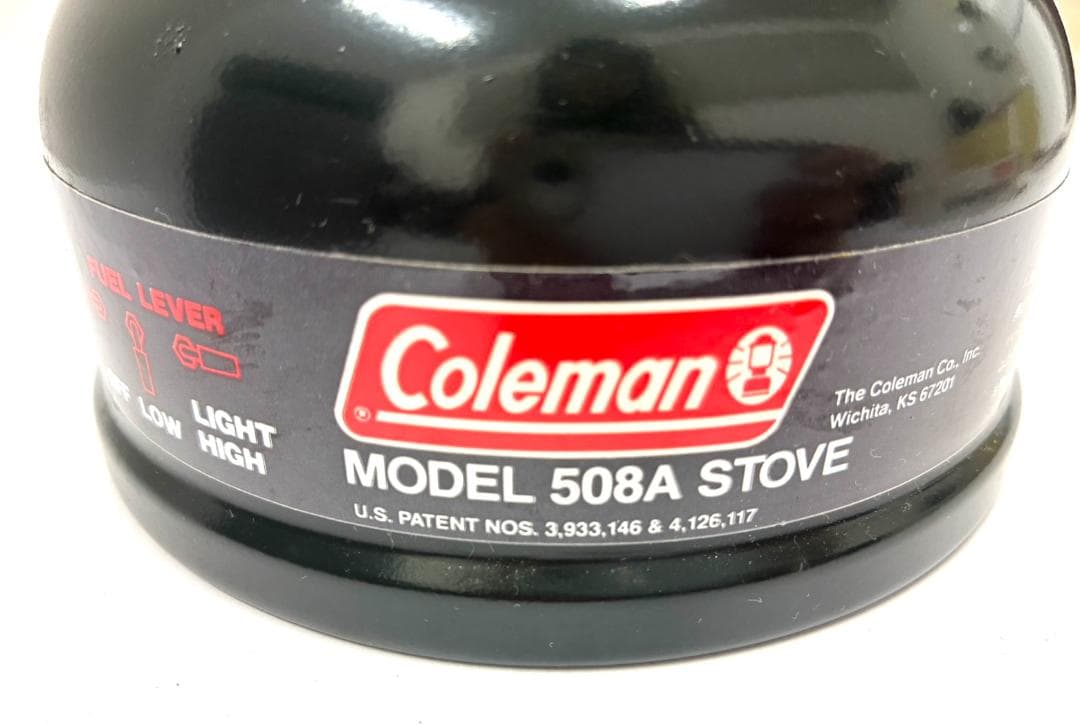 FUEL LEVER
LOW
LIGHT
HIGH
Coleman
®
The Coleman Co., Inc.
Wichita, KS 67201
MODEL 508A STOVE
U.S. PATENT NOS. 3,933,146 & 4,126,117